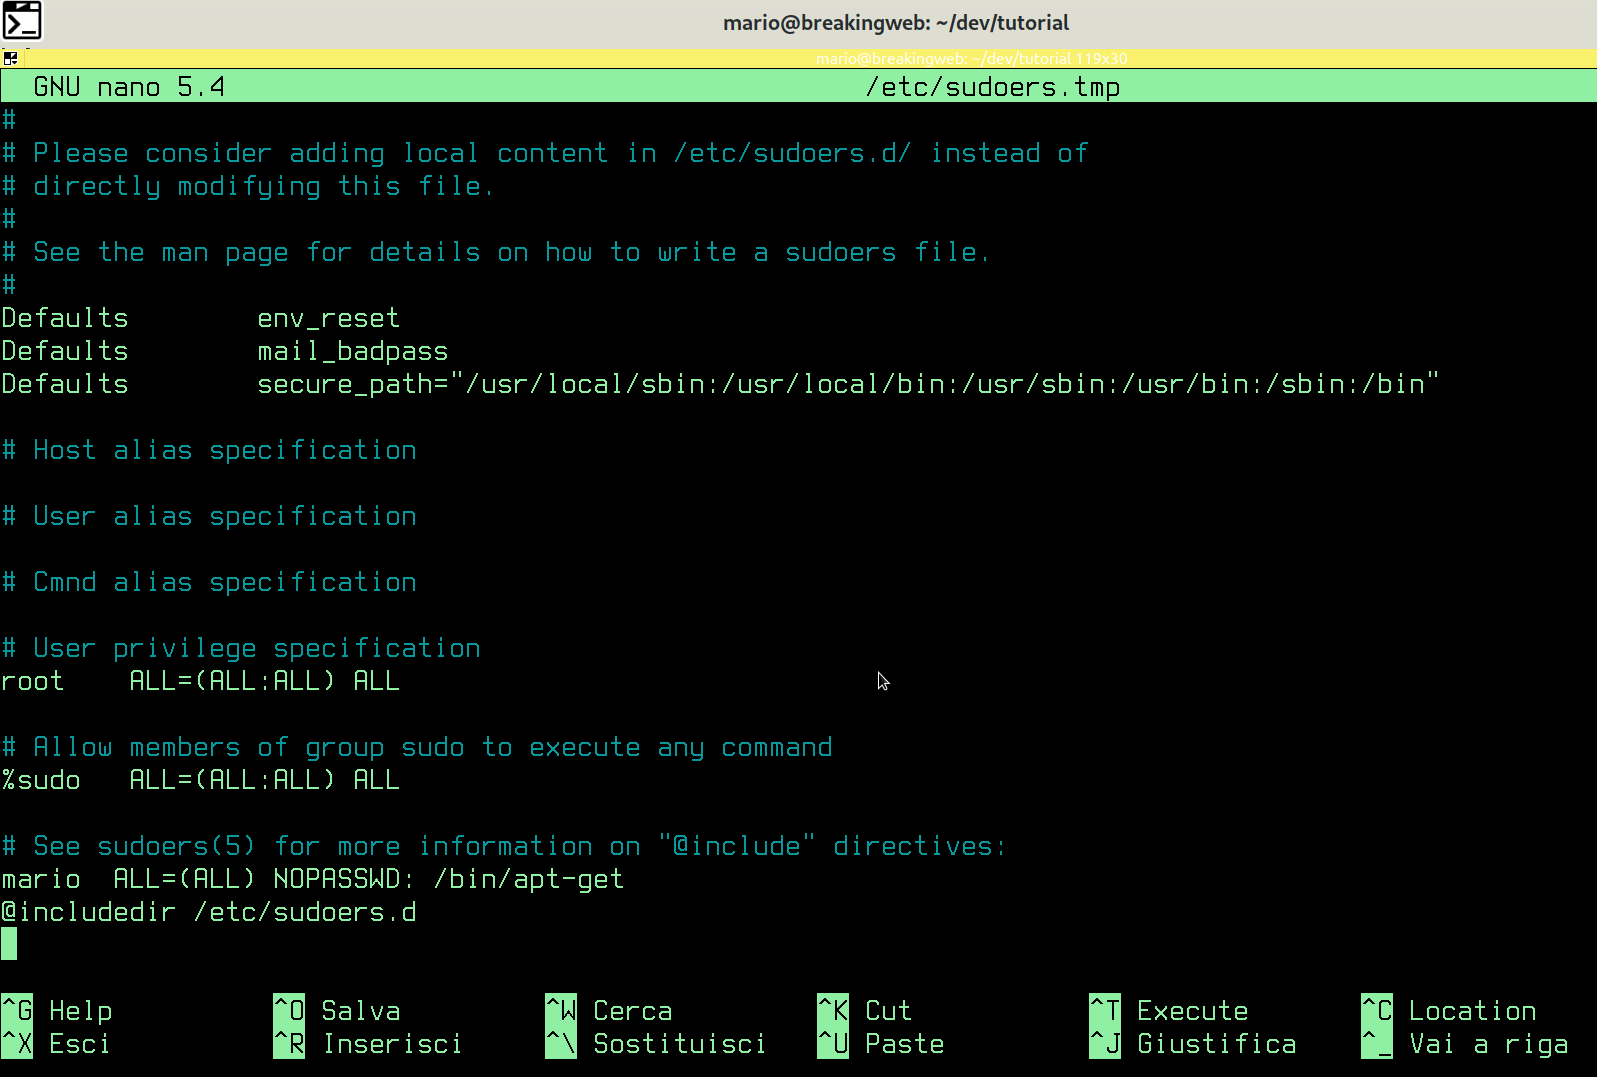 mario@breakingweb: ~/dev/tutorial
mario@breakingweb: ~/dev/tutorial 119x30
GNU nano 5.4 /etc/sudoers.tmp
#
# Please consider adding local content in /etc/sudoers.d/ instead of
# directly modifying this file.
#
# See the man page for details on how to write a sudoers file.
#
Defaults env_reset
Defaults mail_badpass
Defaults secure_path="/usr/local/sbin:/usr/local/bin:/usr/sbin:/usr/bin:/sbin:/bin"
# Host alias specification
# User alias specification
# Cmnd alias specification
# User privilege specification
root ALL=(ALL:ALL) ALL
# Allow members of group sudo to execute any command
%sudo ALL=(ALL:ALL) ALL
# See sudoers(5) for more information on "@include" directives:
mario ALL=(ALL) NOPASSWD: /bin/apt-get
@includedir /etc/sudoers.d
^G Help ^O Salva ^W Cerca ^K Cut ^T Execute ^C Location
^X Esci ^R Inserisci ^\ Sostituisci ^U Paste ^J Giustifica ^_ Vai a riga